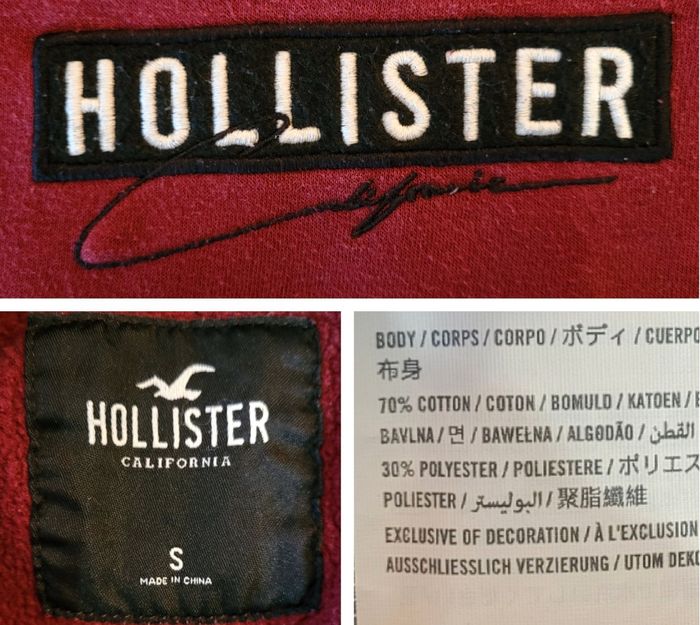 HOLLISTER
California
HOLLISTER
CALIFORNIA
S
MADE IN CHINA
BODY / CORPS / CORPO / ボディ / CUERPO
布身
70% COTTON / COTON / BOMULD / KATOEN /
BAVLNA / 면 / BAWEŁNA / ALGODÃO / القطن
30% POLYESTER / POLIESTERE / ポリエス
POLIESTER / البوليستر / 聚脂纖維
EXCLUSIVE OF DECORATION / À L'EXCLUSION
AUSSCHLIESSLICH VERZIERUNG / UTOM DEKO